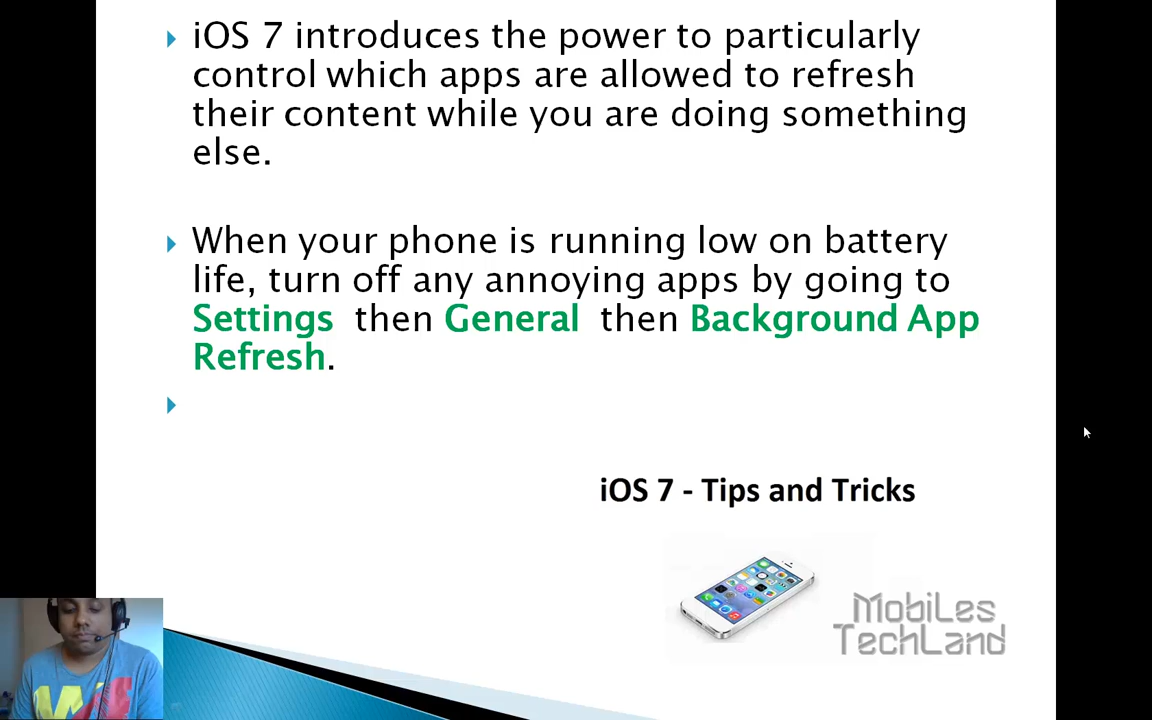 iOS 7 introduces the power to particularly
control which apps are allowed to refresh
their content while you are doing something
else.
When your phone is running low on battery
life, turn off any annoying apps by going to
Settings then General then Background App
Refresh.
iOS 7 - Tips and Tricks
MobiLes
TechLand